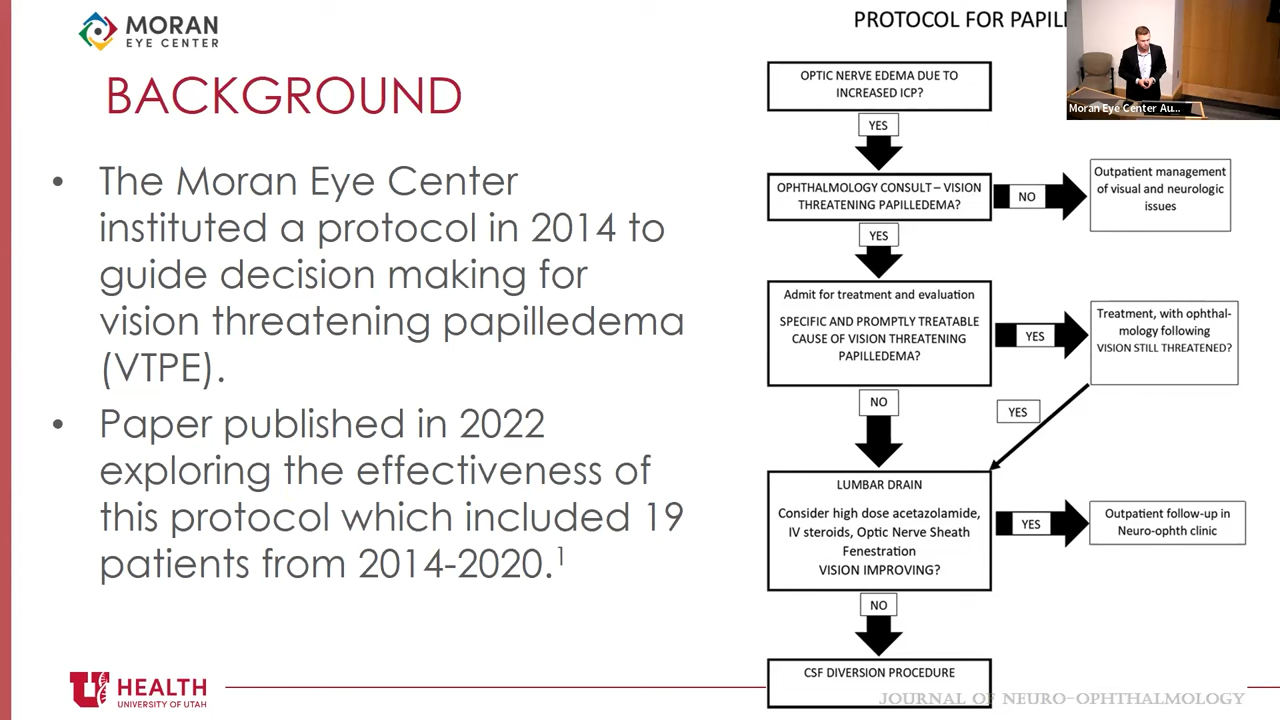 MORAN
EYE CENTER
BACKGROUND
• The Moran Eye Center
instituted a protocol in 2014 to
guide decision making for
vision threatening papilledema
(VTPE).
• Paper published in 2022
exploring the effectiveness of
this protocol which included 19
patients from 2014-2020.1
U HEALTH
UNIVERSITY OF UTAH
PROTOCOL FOR
Moran Eye Center Au...
OPTIC NERVE EDEMA DUE TO
INCREASED ICP?
YES
OPHTHALMOLOGY CONSULT – VISION
THREATENING PAPILLEDEMA?
NO
Outpatient management
of visual and neurologic
issues
YES
Admit for treatment and evaluation
SPECIFIC AND PROMPTLY TREATABLE
CAUSE OF VISION THREATENING
PAPILLEDEMA?
YES
Treatment, with ophthal-
mology following
VISION STILL THREATENED?
NO
YES
LUMBAR DRAIN
Consider high dose acetazolamide,
IV steroids, Optic Nerve Sheath
Fenestration
VISION IMPROVING?
YES
Outpatient follow-up in
Neuro-ophth clinic
NO
CSF DIVERSION PROCEDURE
JOURNAL OF NEURO-OPHTHALMOLOGY